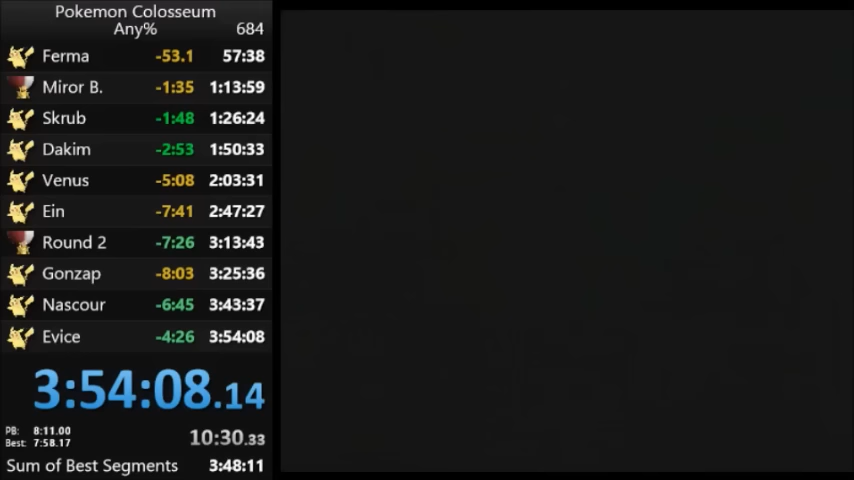 Pokemon Colosseum
Any% 684
Ferma -53.1 57:38
Miror B. -1:35 1:13:59
Skrub -1:48 1:26:24
Dakim -2:53 1:50:33
Venus -5:08 2:03:31
Ein -7:41 2:47:27
Round 2 -7:26 3:13:43
Gonzap -8:03 3:25:36
Nascour -6:45 3:43:37
Evice -4:26 3:54:08
3:54:08.14
PB: 8:11.00
Best: 7:58.17
10:30.33
Sum of Best Segments 3:48:11